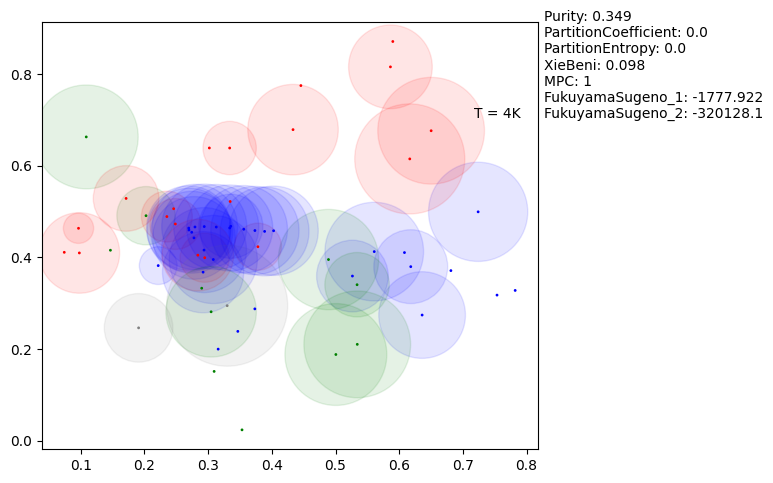 Purity: 0.349
PartitionCoefficient: 0.0
PartitionEntropy: 0.0
XieBeni: 0.098
MPC: 1
FukuyamaSugeno_1: -1777.922
FukuyamaSugeno_2: -320128.1
T = 4K
0.8
0.6
0.4
0.2
0.0
0.1 0.2 0.3 0.4 0.5 0.6 0.7 0.8